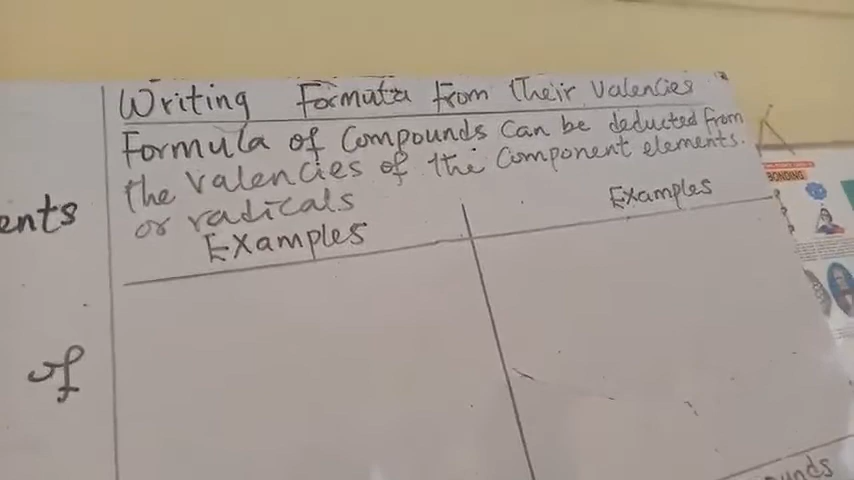 Writing Formula From Their Valencies
Formula of Compounds can be deducted from
the valencies of the Component elements.
or radicals
Examples
Examples
ents
of
BONDING
unds